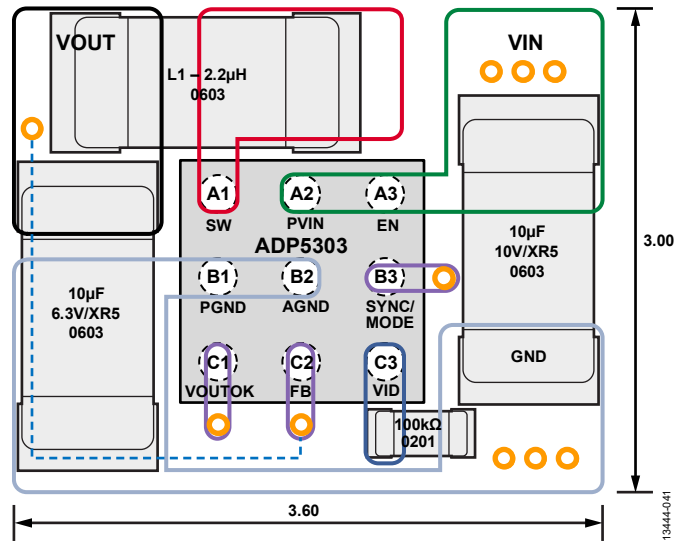 VOUT
VIN
L1 – 2.2µH
0603
A1
A2
A3
SW
PVIN
EN
ADP5303
10µF
10V/XR5
0603
3.00
B1
B2
B3
10µF
6.3V/XR5
0603
PGND
AGND
SYNC/
MODE
GND
C1
C2
C3
VOUTOK
FB
VID
100kΩ
0201
3.60
13444-041